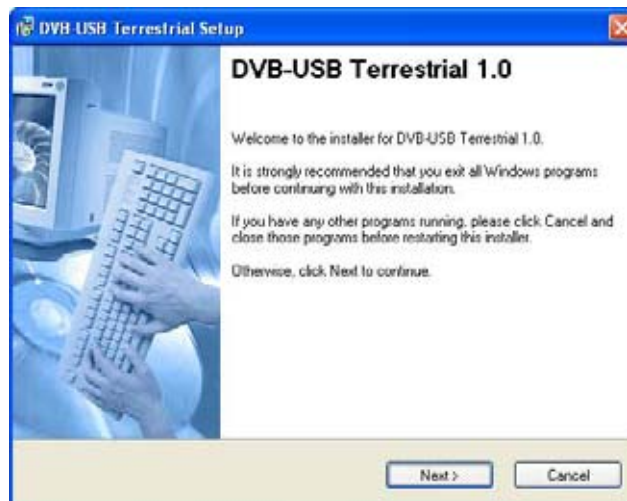 DVB-USB Terrestrial Setup
DVB-USB Terrestrial 1.0
Welcome to the installer for DVB-USB Terrestrial 1.0.
It is strongly recommended that you exit all Windows programs
before continuing with this installation.
If you have any other programs running, please click Cancel and
close those programs before restarting this installer.
Otherwise, click Next to continue.
Next >
Cancel